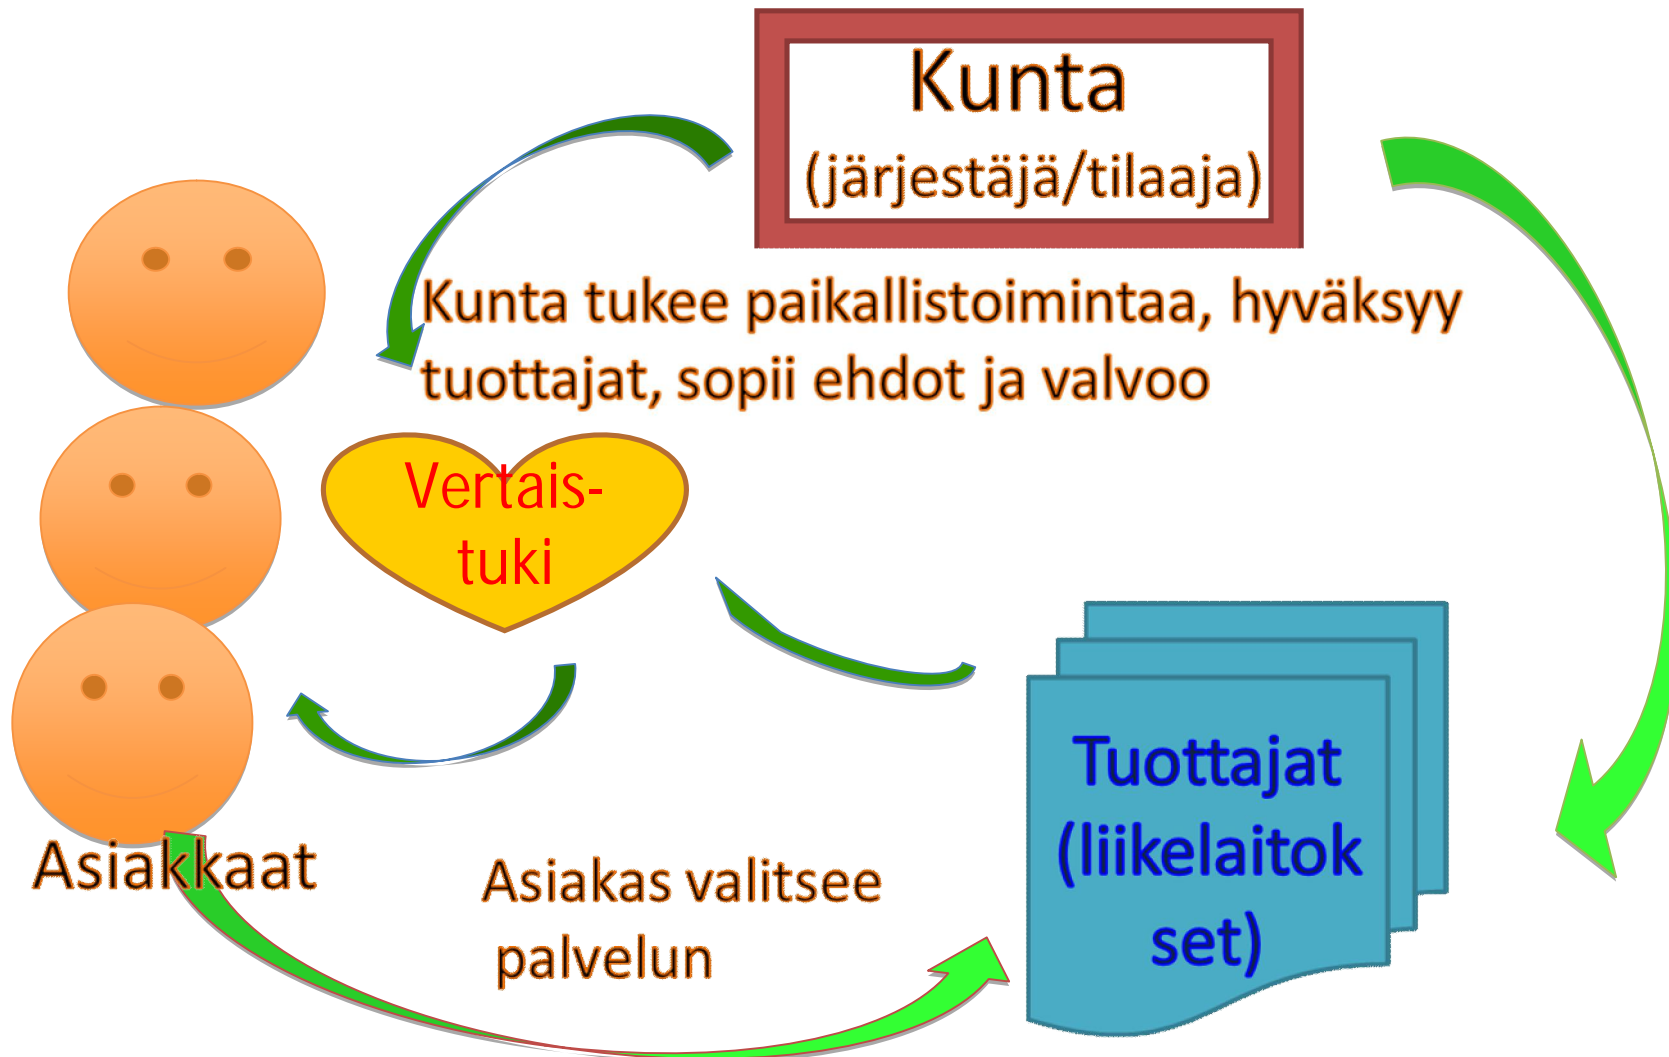 Kunta
(järjestäjä/tilaaja)
Kunta tukee paikallistoimintaa, hyväksyy
tuottajat, sopii ehdot ja valvoo
Vertais-
tuki
Tuottajat
(liikelaitok
set)
Asiakkaat
Asiakas valitsee
palvelun